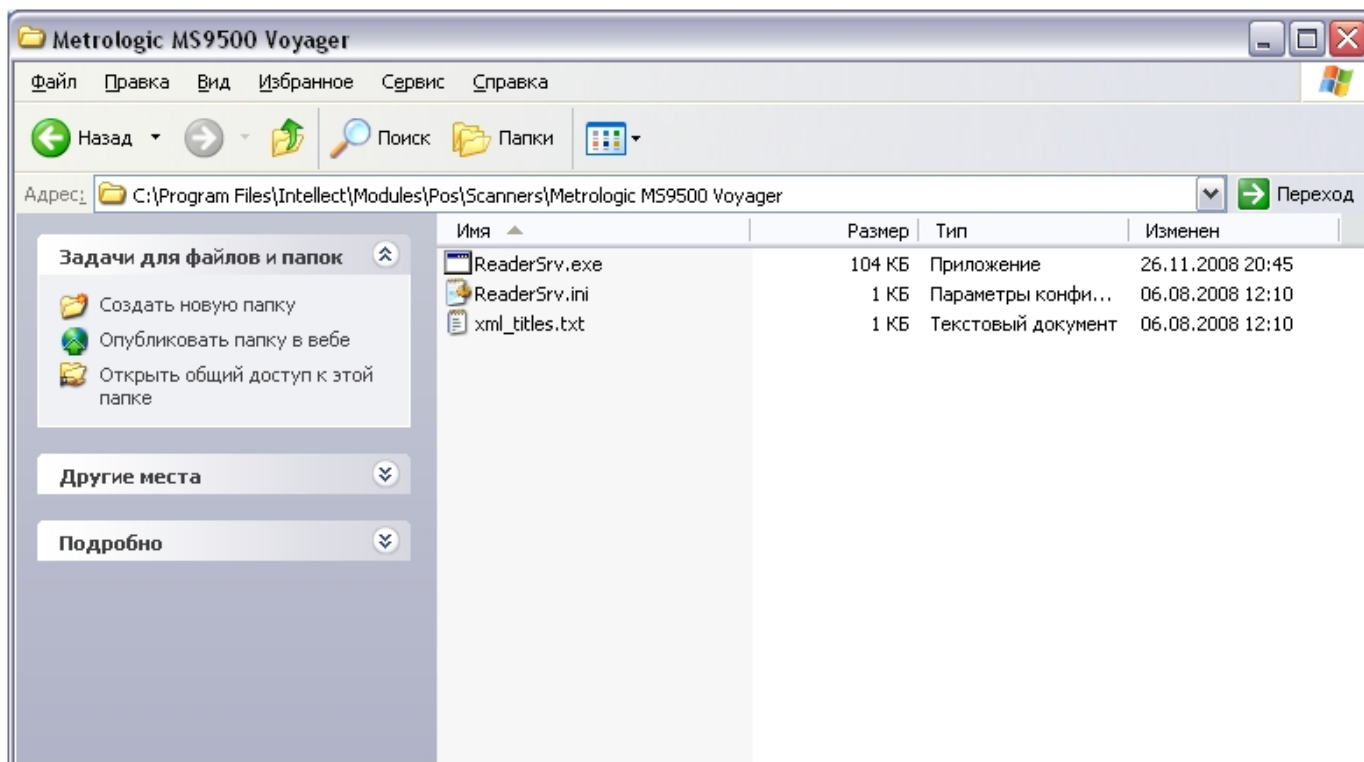 Metrologic MS9500 Voyager
Файл Правка Вид Избранное Сервис Справка
Назад Поиск Папки
Адрес: C:\Program Files\Intellect\Modules\Pos\Scanners\Metrologic MS9500 Voyager Переход
Имя Размер Тип Изменен
Задачи для файлов и папок
Создать новую папку
Опубликовать папку в вебе
Открыть общий доступ к этой
папке
Другие места
Подробно
ReaderSrv.exe 104 КБ Приложение 26.11.2008 20:45
ReaderSrv.ini 1 КБ Параметры конфи... 06.08.2008 12:10
xml_titles.txt 1 КБ Текстовый документ 06.08.2008 12:10